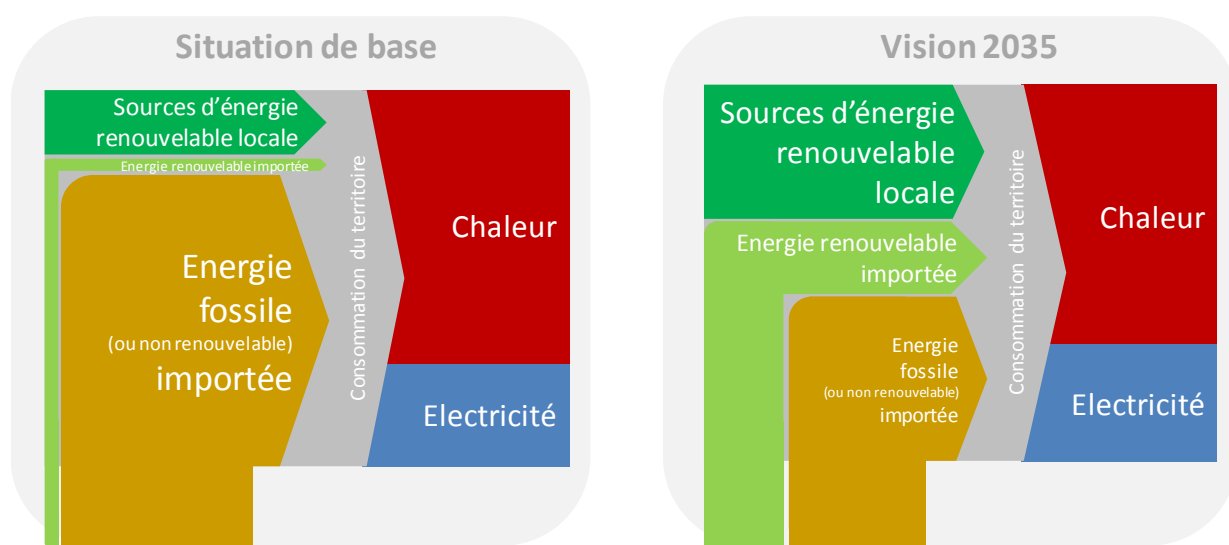 Situation de base
Sources d’énergie
renouvelable locale
Energie renouvelable importée
Energie
fossile
(ou non renouvelable)
importée
Consommation du territoire
Chaleur
Electricité
Vision 2035
Sources d’énergie
renouvelable
locale
Energie renouvelable
importée
Energie
fossile
(ou non renouvelable)
importée
Consommation du territoire
Chaleur
Electricité